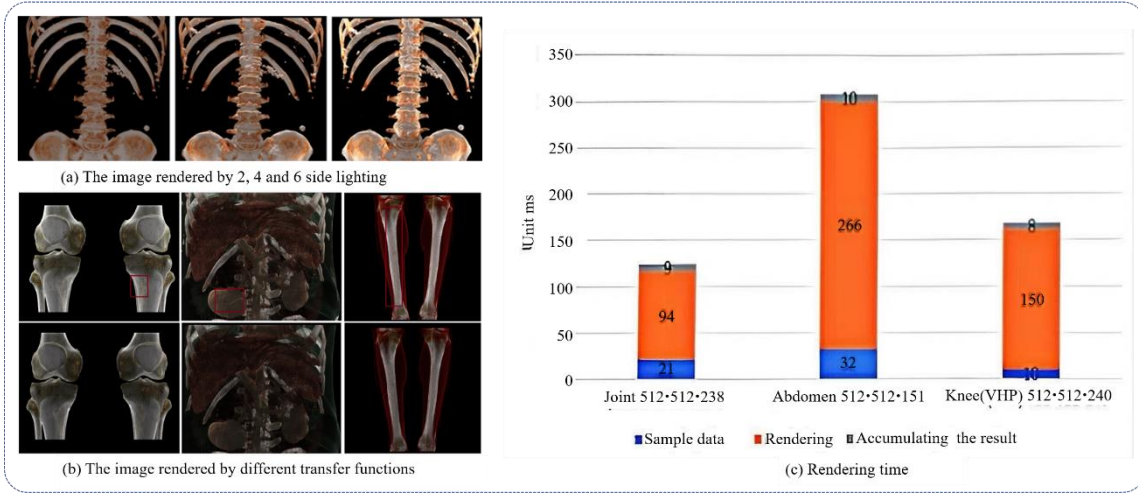 (a) The image rendered by 2, 4 and 6 side lighting
(b) The image rendered by different transfer functions
350
300
250
200
150
100
50
0
Unit ms
9
94
21
10
266
32
8
150
10
Joint 512•512•238
Abdomen 512•512•151
Knee(VHP) 512•512•240
Sample data
Rendering
Accumulating the result
(c) Rendering time